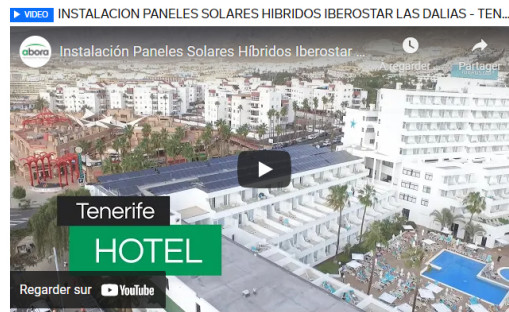 VIDEO INSTALACION PANELES SOLARES HIBRIDOS IBEROSTAR LAS DALIAS - TEN...
abora Instalación Paneles Solares Híbridos Iberostar ...
A regarder... Partager
Tenerife
HOTEL
Regarder sur YouTube